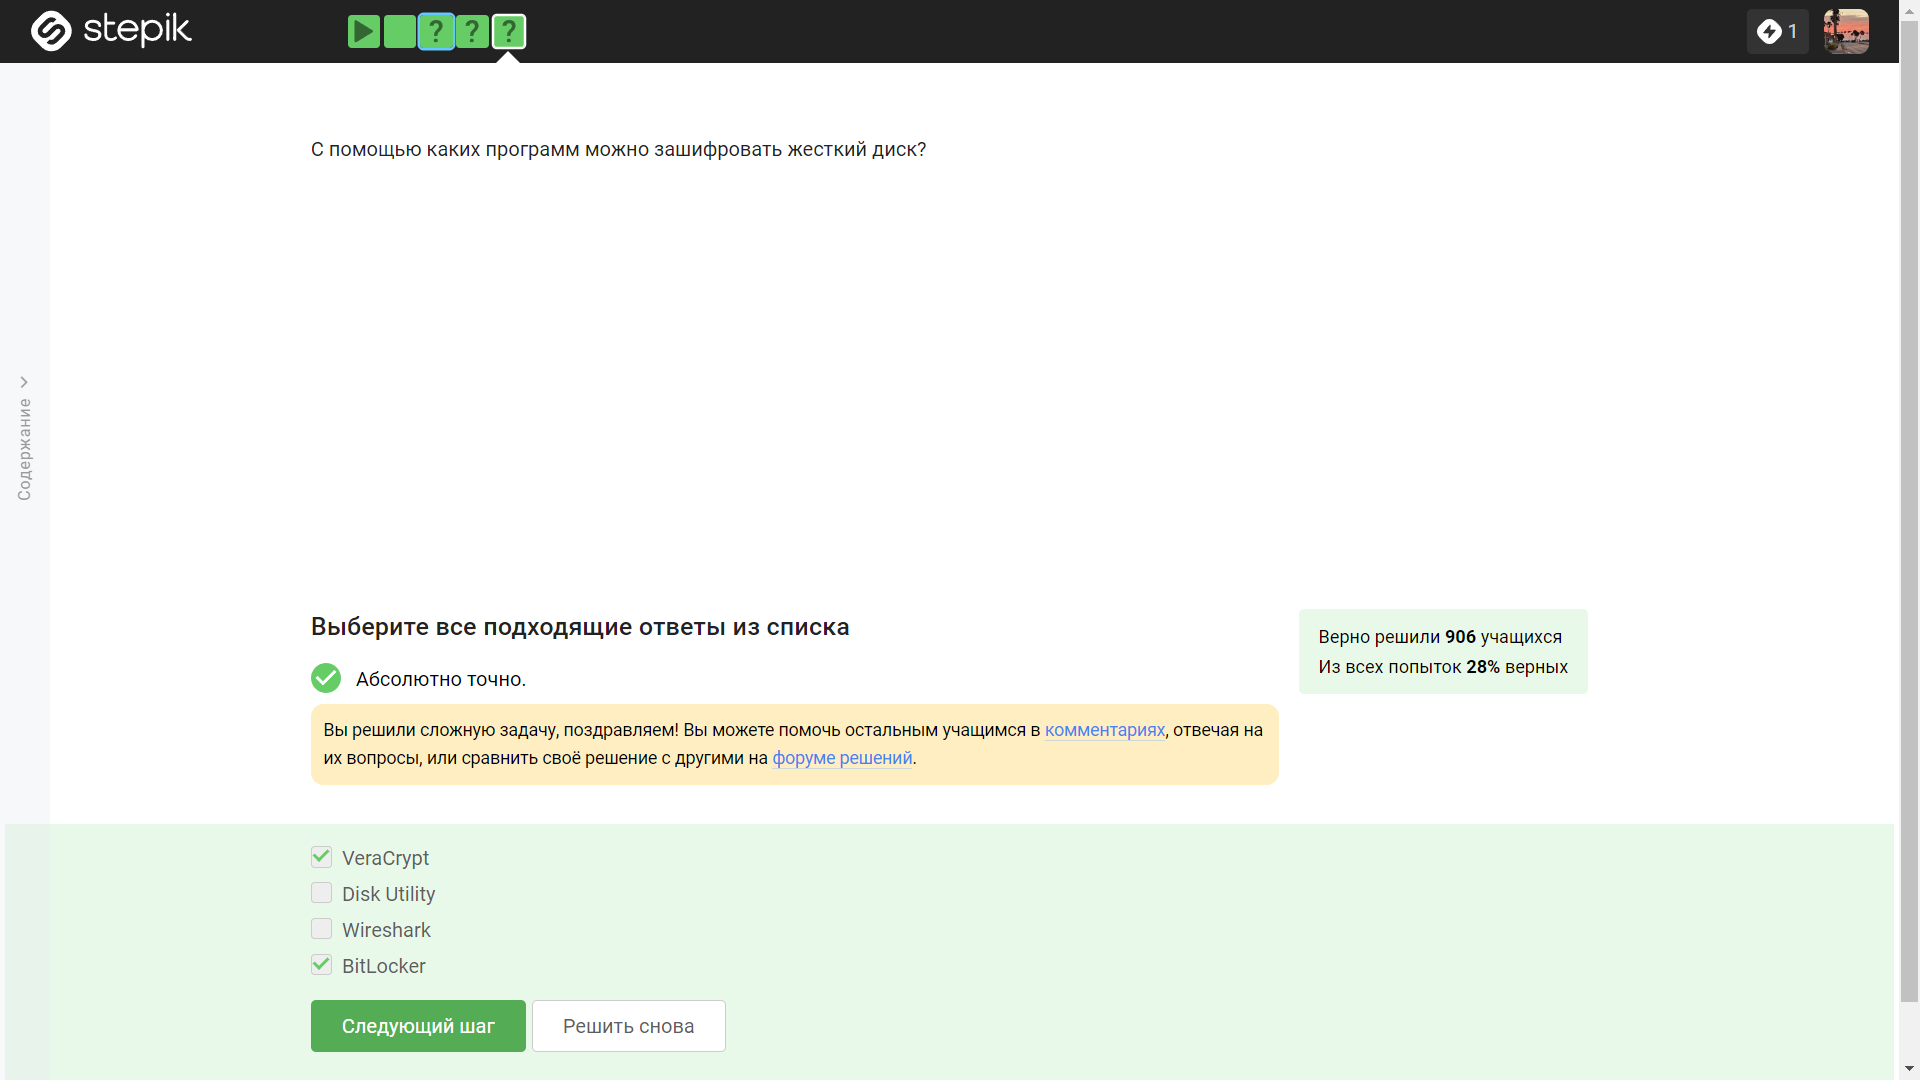 stepik
? ? ?
1
Содержание
С помощью каких программ можно зашифровать жесткий диск?
Выберите все подходящие ответы из списка
Абсолютно точно.
Вы решили сложную задачу, поздравляем! Вы можете помочь остальным учащимся в комментариях, отвечая на
их вопросы, или сравнить своё решение с другими на форуме решений.
Верно решили 906 учащихся
Из всех попыток 28% верных
VeraCrypt
Disk Utility
Wireshark
BitLocker
Следующий шаг
Решить снова